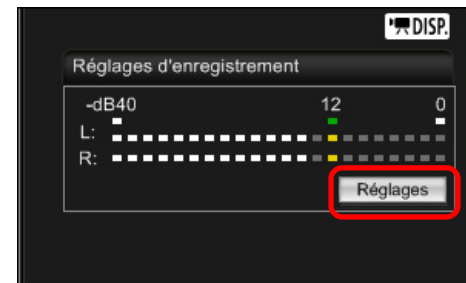 DISP.
Réglages d'enregistrement
-dB40 12 0
L:
R:
Réglages